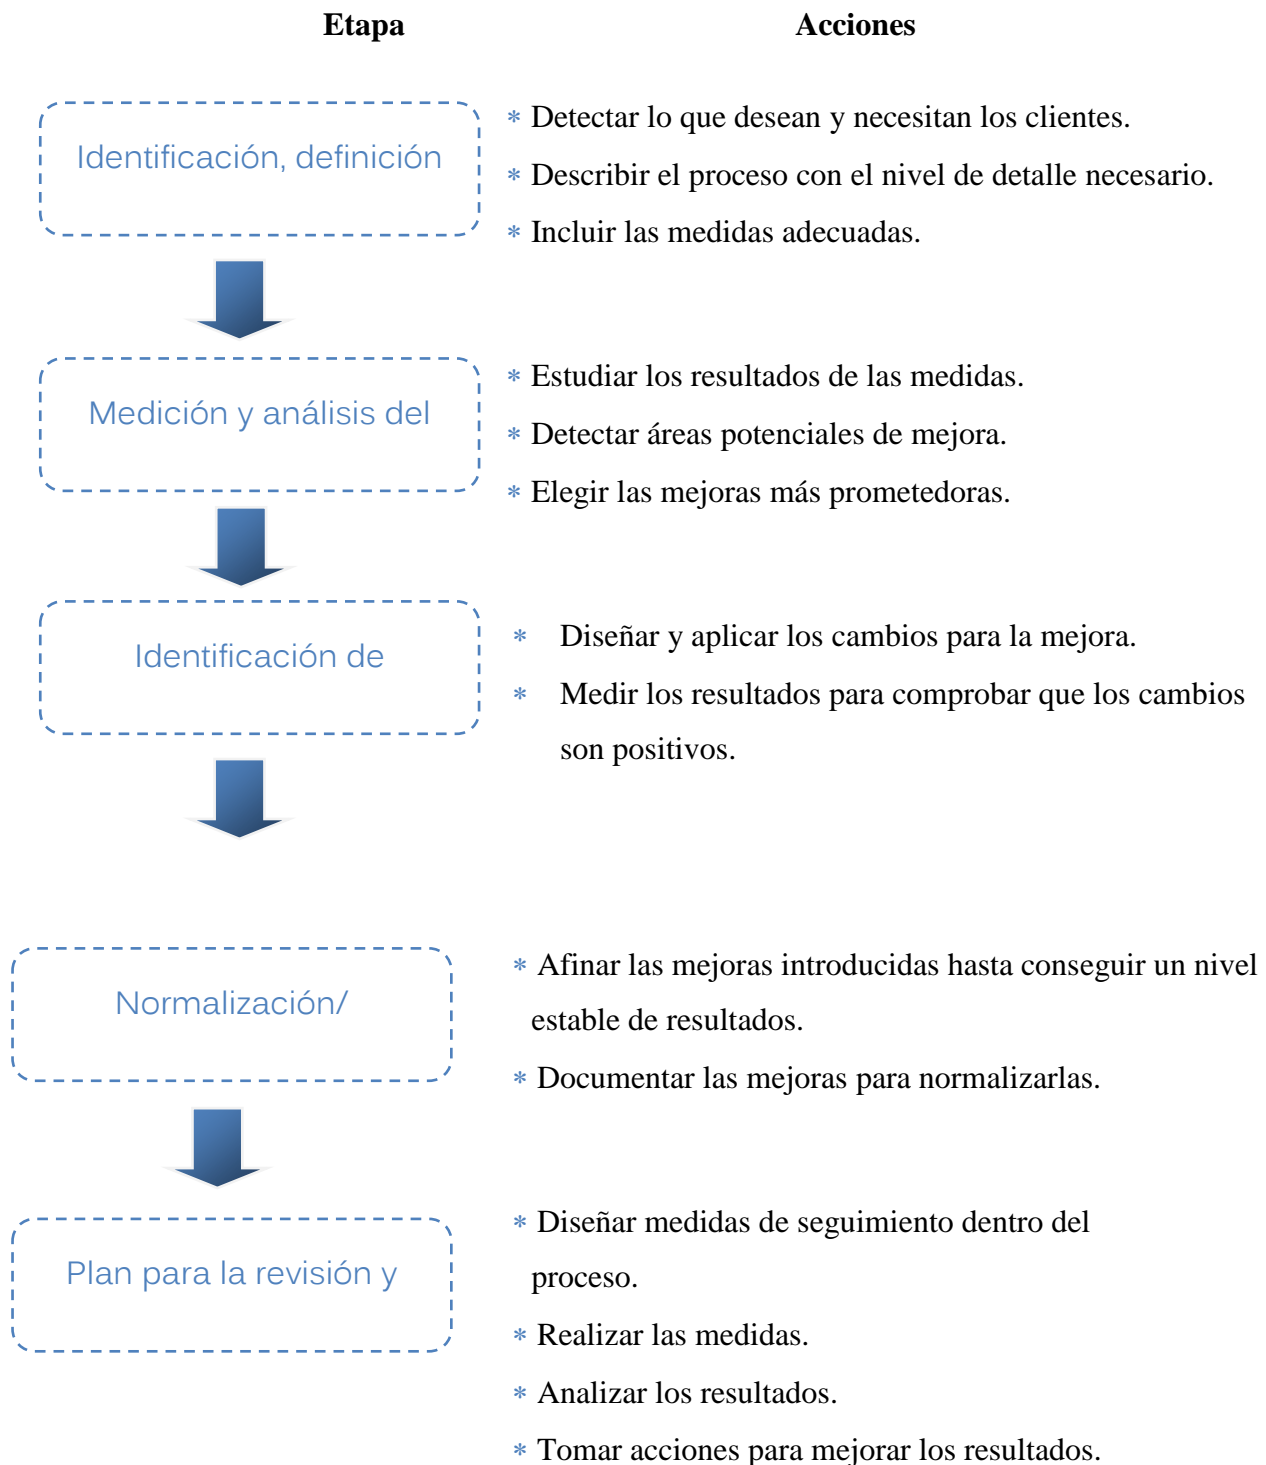 Etapa Acciones
Identificación, definición
* Detectar lo que desean y necesitan los clientes.
* Describir el proceso con el nivel de detalle necesario.
* Incluir las medidas adecuadas.
Medición y análisis del
* Estudiar los resultados de las medidas.
* Detectar áreas potenciales de mejora.
* Elegir las mejoras más prometedoras.
Identificación de
* Diseñar y aplicar los cambios para la mejora.
* Medir los resultados para comprobar que los cambios
son positivos.
Normalización/
* Afinar las mejoras introducidas hasta conseguir un nivel
estable de resultados.
* Documentar las mejoras para normalizarlas.
Plan para la revisión y
* Diseñar medidas de seguimiento dentro del
proceso.
* Realizar las medidas.
* Analizar los resultados.
* Tomar acciones para mejorar los resultados.